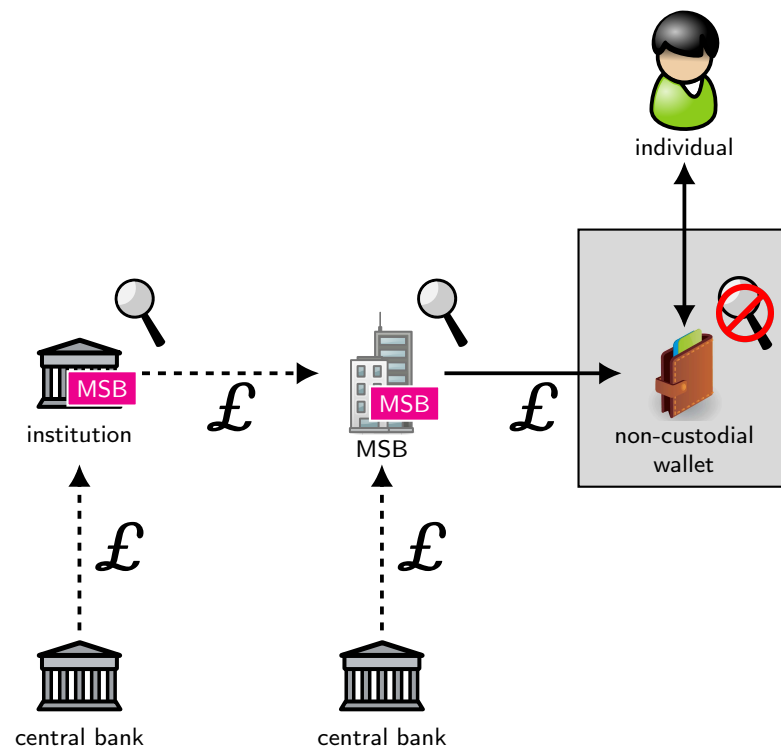 individual
MSB
MSB
£
£
institution
MSB
non-custodial
wallet
£
£
central bank
central bank